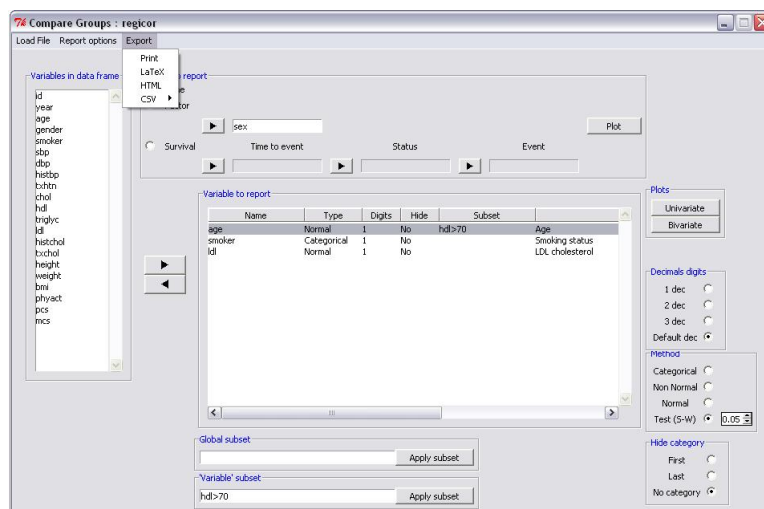 7% Compare Groups : regicor
Load File Report options Export
Print
LaTeX
HTML
CSV
Variables in data frame
id
year
age
gender
smoker
sbp
dbp
histbp
txhtn
chol
hdl
triglyc
ldl
histchol
txchol
height
weight
bmi
phyact
pcs
mcs
report
sex
Plot
Survival Time to event Status Event
Variable to report
Name Type Digits Hide Subset
age Normal 1 No hdl>70 Age
smoker Categorical 1 No Smoking status
ldl Normal 1 No LDL cholesterol
Plots
Univariate
Bivariate
Decimals digits
1 dec
2 dec
3 dec
Default dec
Method
Categorical
Non Normal
Normal
Test (S-W) 0.05
Hide category
First
Last
No category
Global subset
Apply subset
'Variable' subset
hdl>70 Apply subset